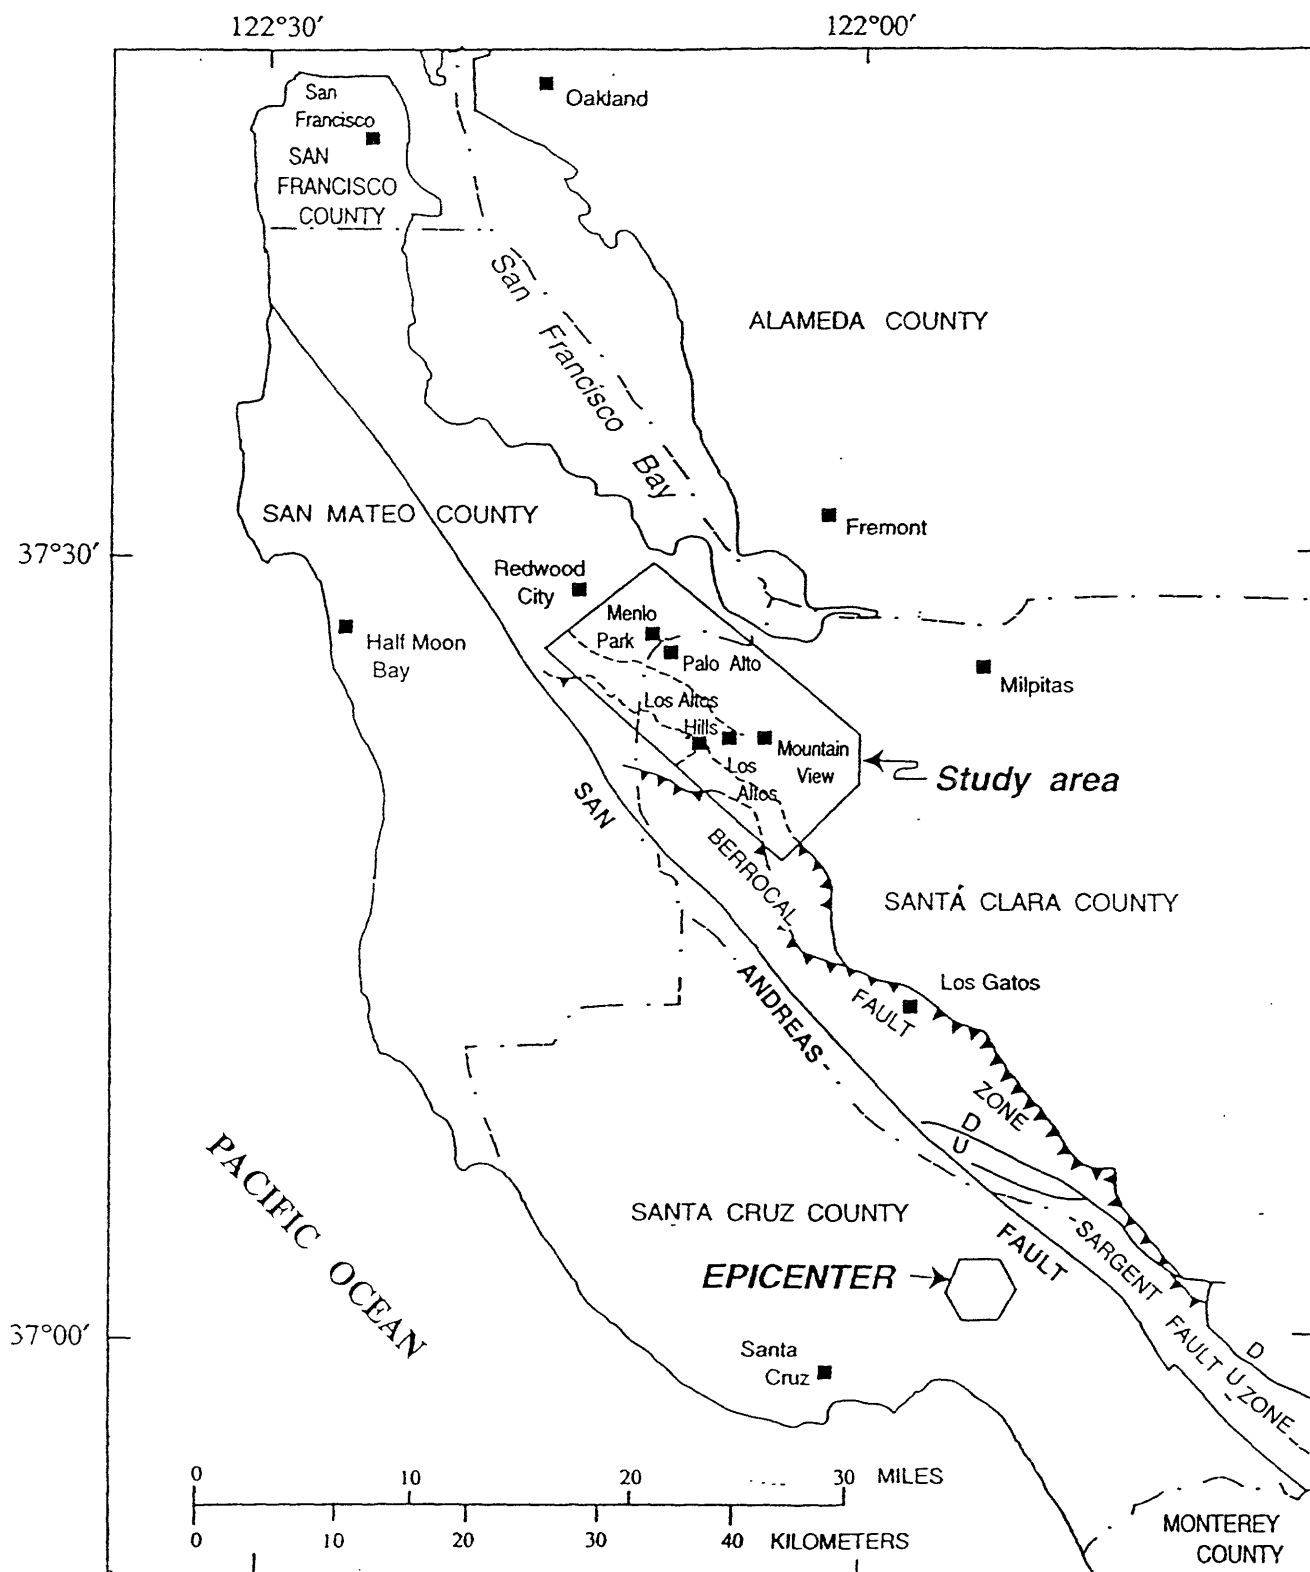 122°30′
122°00′
San
Francisco
Oakland
SAN
FRANCISCO
COUNTY
San Francisco Bay
ALAMEDA COUNTY
SAN MATEO COUNTY
Fremont
37°30′
Redwood
City
Menlo
Park
Half Moon
Bay
Palo Alto
Milpitas
Los Altos
Hills
Mountain
View
Los
Altos
Study area
SAN
BERROCAL
SANTA CLARA COUNTY
ANDREAS
Los Gatos
FAULT
ZONE
D
U
PACIFIC OCEAN
SANTA CRUZ COUNTY
FAULT
SARGENT
EPICENTER
37°00′
Santa
Cruz
FAULT
D
U
ZONE
0 10 20 30 MILES
0 10 20 30 40 KILOMETERS
MONTEREY
COUNTY